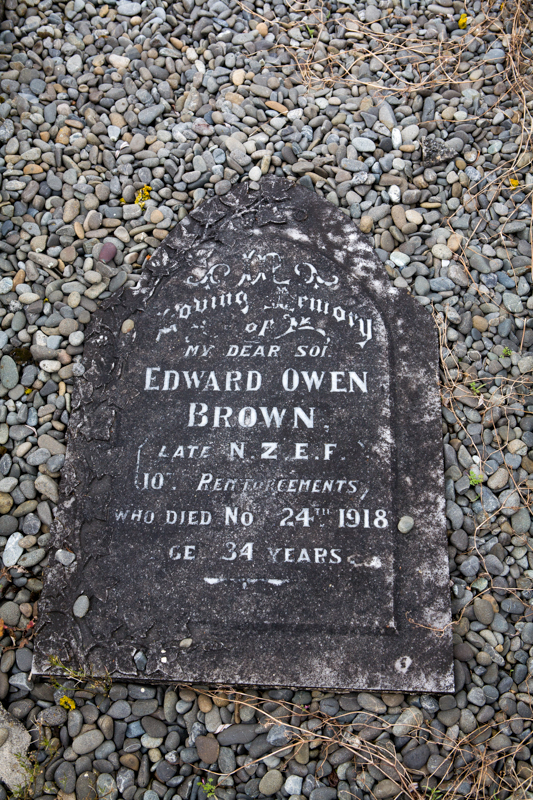 Loving Memory
of
MY DEAR SO
EDWARD OWEN
BROWN
LATE N.Z.E.F.
10 REINFORCEMENTS
WHO DIED NO 24TH 1918
GE 34 YEARS